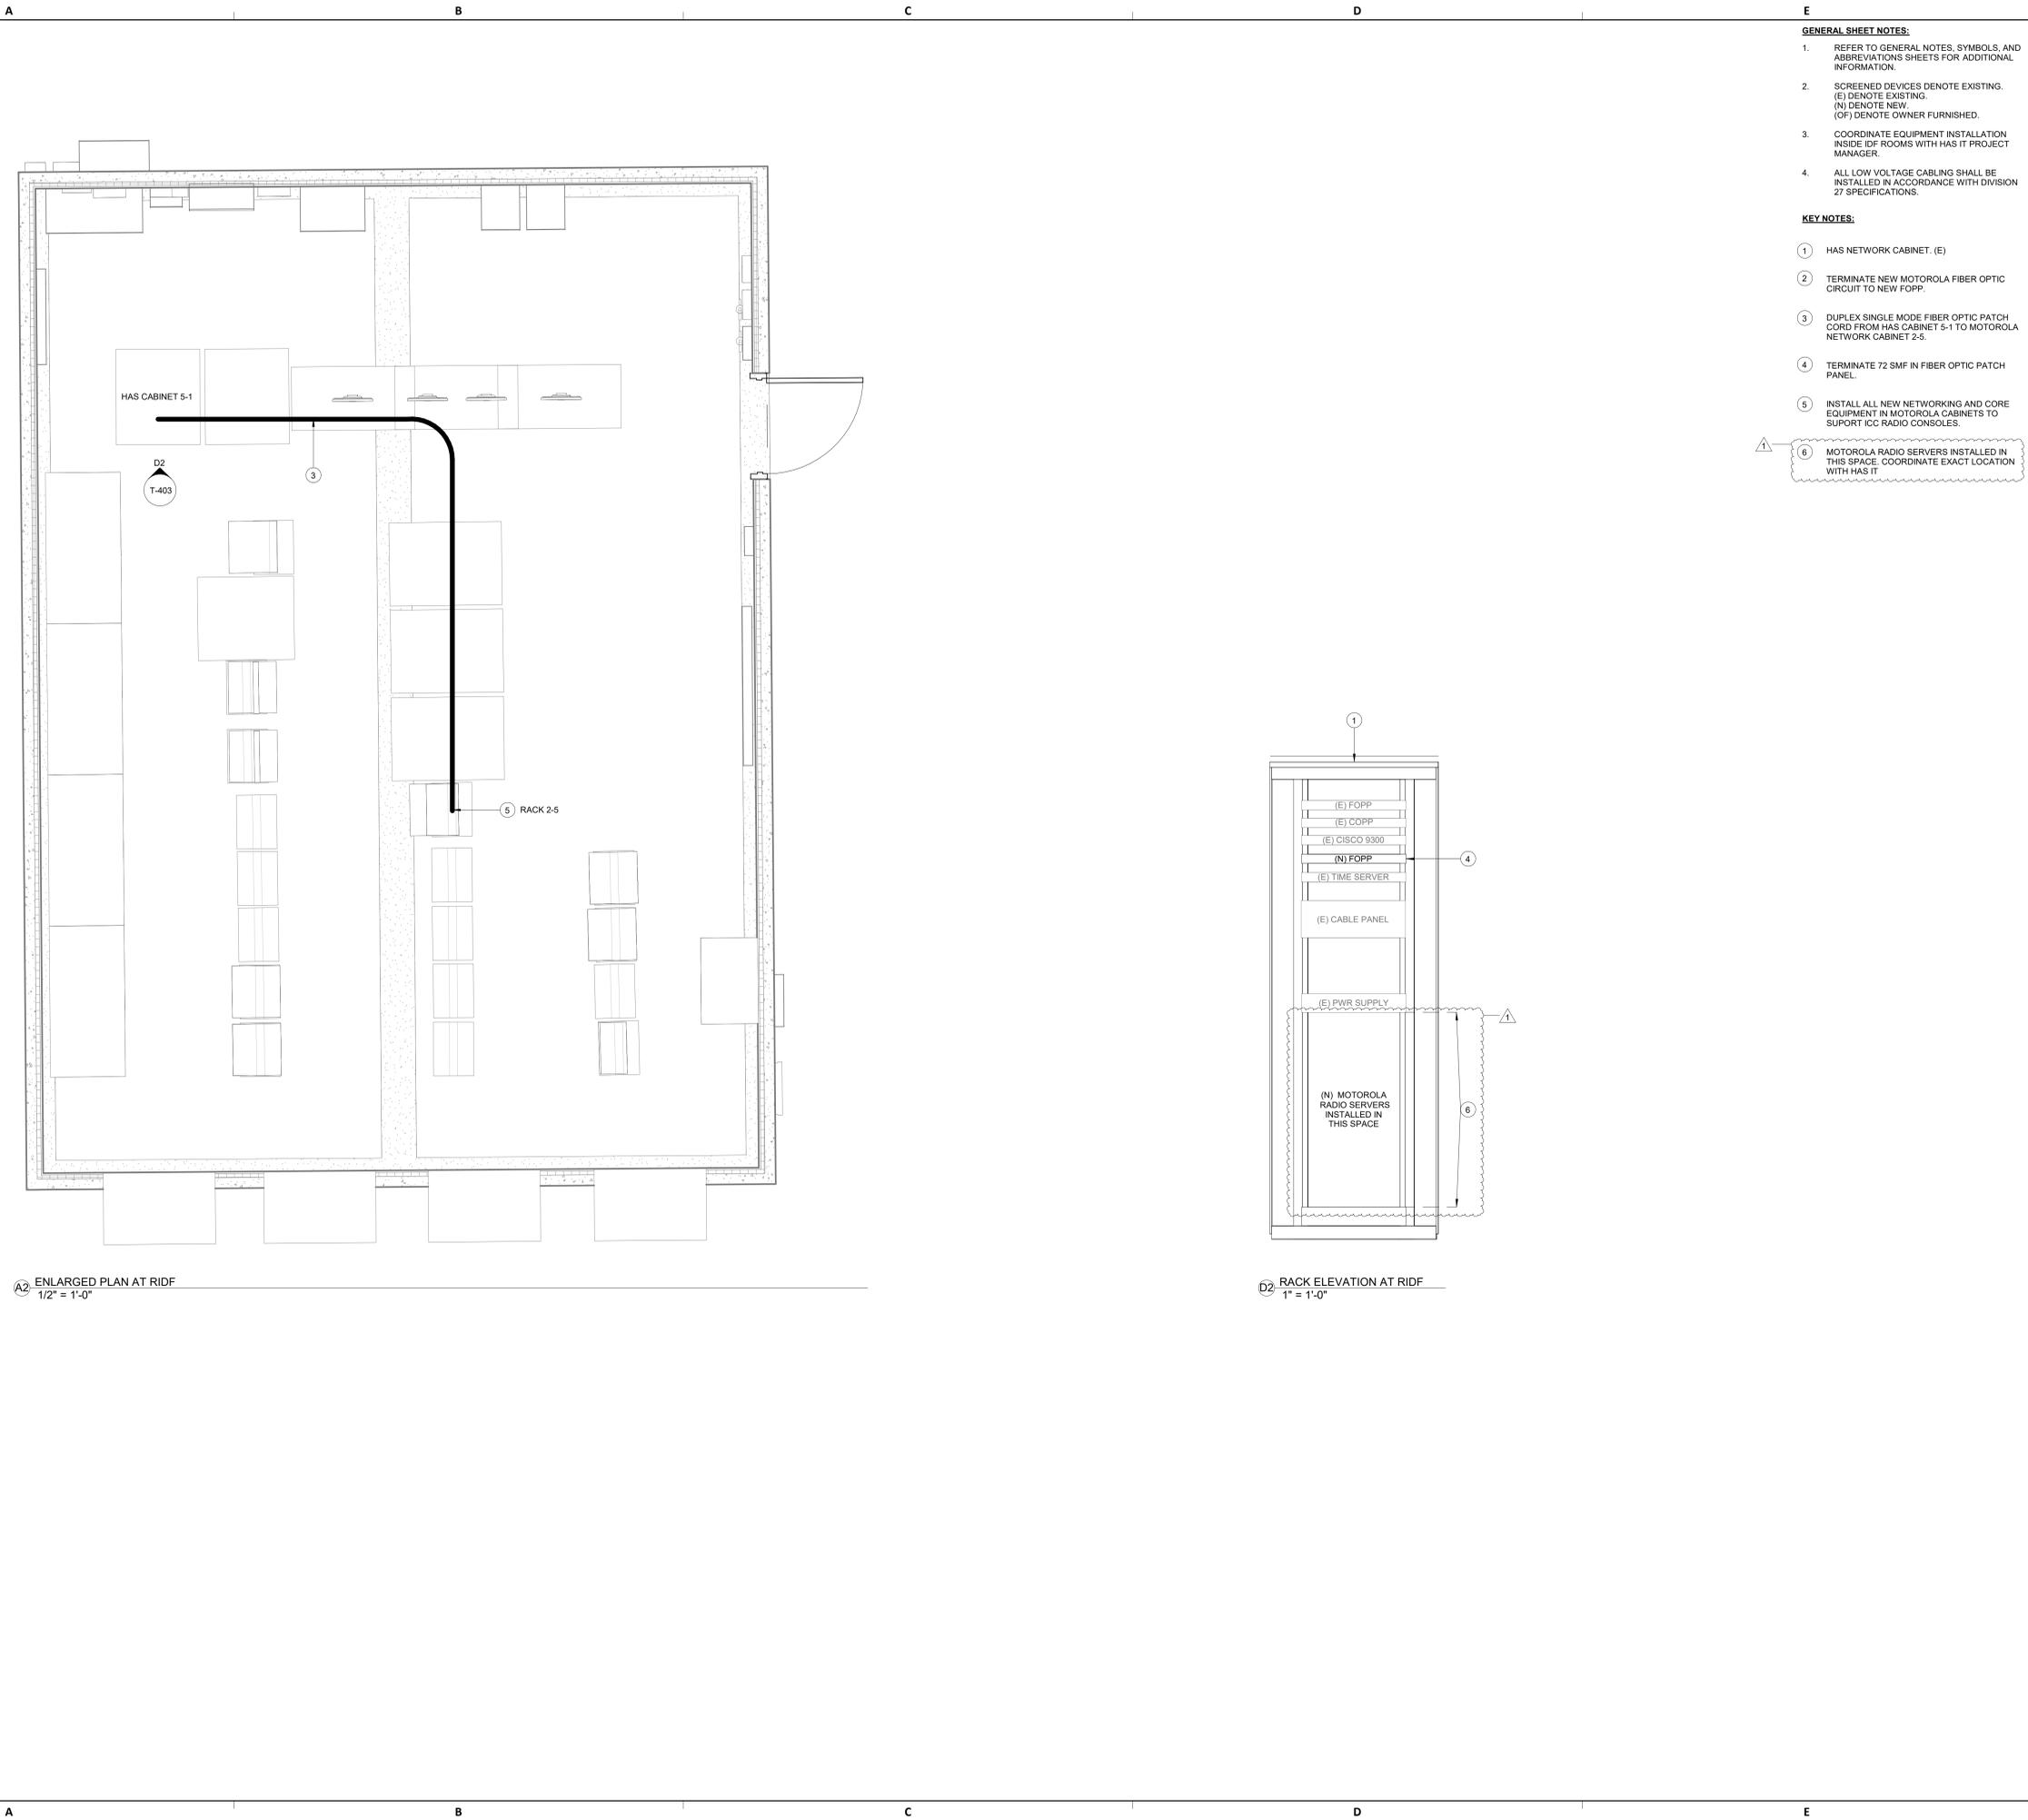 A B C D E
GENERAL SHEET NOTES:
1. REFER TO GENERAL NOTES, SYMBOLS, AND
ABBREVIATIONS SHEETS FOR ADDITIONAL
INFORMATION.
2. SCREENED DEVICES DENOTE EXISTING.
(E) DENOTE EXISTING.
(N) DENOTE NEW.
(OF) DENOTE OWNER FURNISHED.
3. COORDINATE EQUIPMENT INSTALLATION
INSIDE IDF ROOMS WITH HAS IT PROJECT
MANAGER.
4. ALL LOW VOLTAGE CABLING SHALL BE
INSTALLED IN ACCORDANCE WITH DIVISION
27 SPECIFICATIONS.
KEY NOTES:
1 HAS NETWORK CABINET. (E)
2 TERMINATE NEW MOTOROLA FIBER OPTIC
CIRCUIT TO NEW FOPP.
3 DUPLEX SINGLE MODE FIBER OPTIC PATCH
CORD FROM HAS CABINET 5-1 TO MOTOROLA
NETWORK CABINET 2-5.
4 TERMINATE 72 SMF IN FIBER OPTIC PATCH
PANEL.
5 INSTALL ALL NEW NETWORKING AND CORE
EQUIPMENT IN MOTOROLA CABINETS TO
SUPORT ICC RADIO CONSOLES.
1
6 MOTOROLA RADIO SERVERS INSTALLED IN
THIS SPACE. COORDINATE EXACT LOCATION
WITH HAS IT
HAS CABINET 5-1
D2
T-403
3
5 RACK 2-5
1
(E) FOPP
(E) COPP
(E) CISCO 9300
(N) FOPP
4
(E) TIME SERVER
(E) CABLE PANEL
(E) PWR SUPPLY
1
(N) MOTOROLA
RADIO SERVERS
INSTALLED IN
THIS SPACE
6
A2 ENLARGED PLAN AT RIDF
1/2" = 1'-0"
D2 RACK ELEVATION AT RIDF
1" = 1'-0"
A B C D E